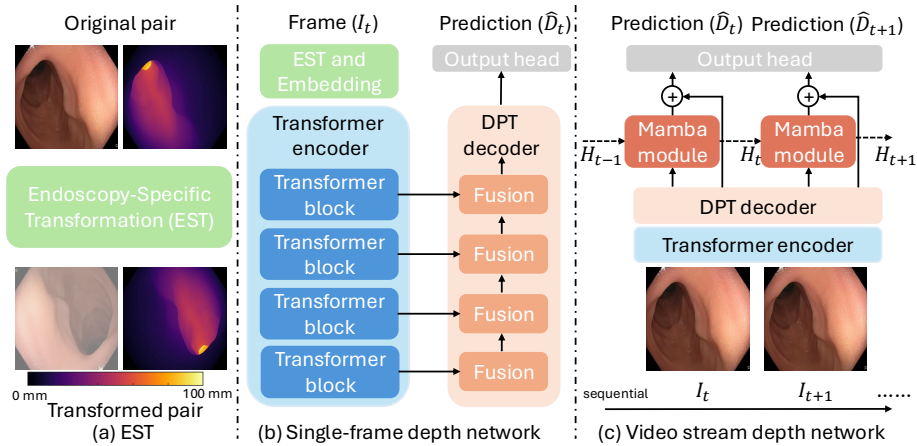 Original pair
Endoscopy-Specific
Transformation (EST)
0 mm
100 mm
Transformed pair
(a) EST
Frame ($I_t$)
Prediction ($\hat{D}_t$)
EST and
Embedding
Output head
Transformer
encoder
DPT
decoder
Transformer
block
Fusion
Transformer
block
Fusion
Transformer
block
Fusion
Transformer
block
Fusion
(b) Single-frame depth network
Prediction ($\hat{D}_t$)
Prediction ($\hat{D}_{t+1}$)
Output head
+
+
Mamba
module
Mamba
module
$H_{t-1}$
$H_t$
$H_{t+1}$
DPT decoder
Transformer encoder
sequential
$I_t$
$I_{t+1}$
……
(c) Video stream depth network